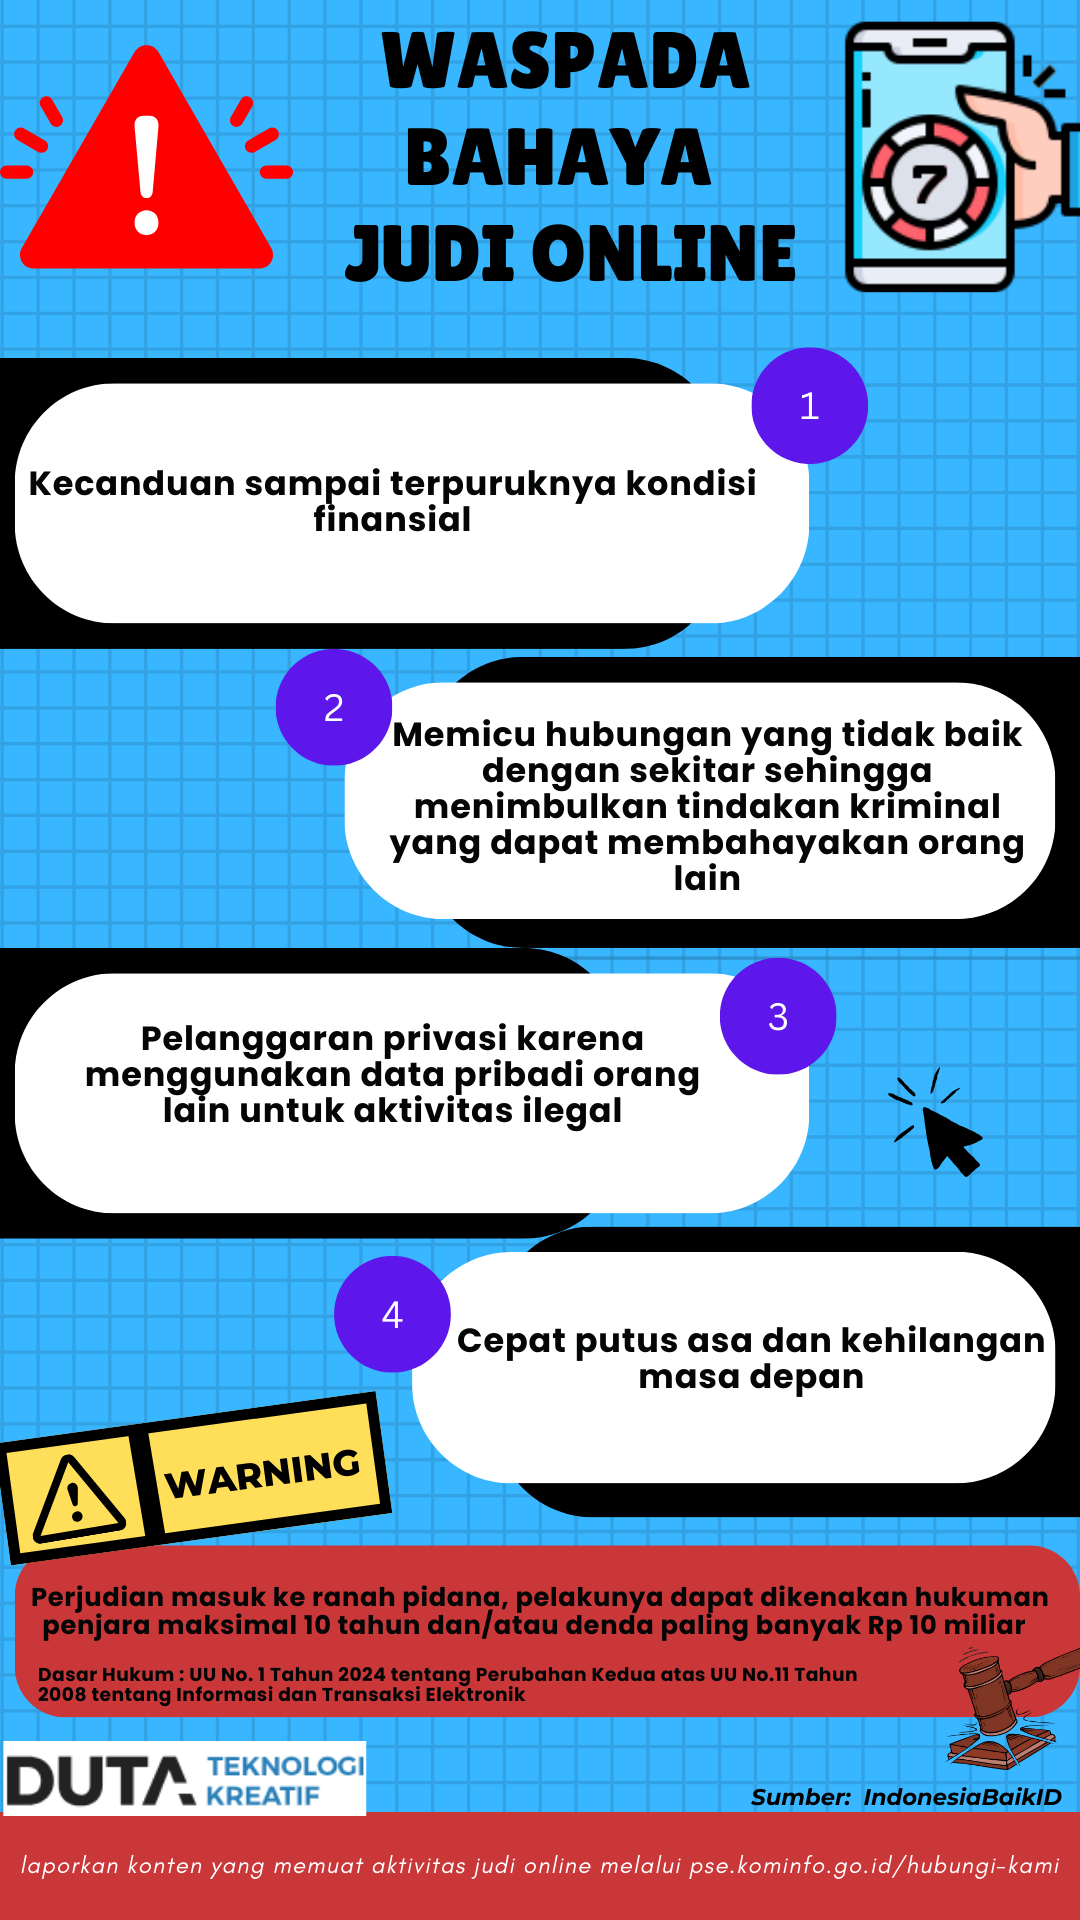 WASPADA
BAHAYA
JUDI ONLINE
7
1
Kecanduan sampai terpuruknya kondisi
finansial
2
Memicu hubungan yang tidak baik
dengan sekitar sehingga
menimbulkan tindakan kriminal
yang dapat membahayakan orang
lain
3
Pelanggaran privasi karena
menggunakan data pribadi orang
lain untuk aktivitas ilegal
4
Cepat putus asa dan kehilangan
masa depan
WARNING
Perjudian masuk ke ranah pidana, pelakunya dapat dikenakan hukuman
penjara maksimal 10 tahun dan/atau denda paling banyak Rp 10 miliar
Dasar Hukum : UU No. 1 Tahun 2024 tentang Perubahan Kedua atas UU No.11 Tahun
2008 tentang Informasi dan Transaksi Elektronik
DUTA TEKNOLOGI
KREATIF
Sumber: IndonesiaBaikID
laporkan konten yang memuat aktivitas judi online melalui pse.kominfo.go.id/hubungi-kami